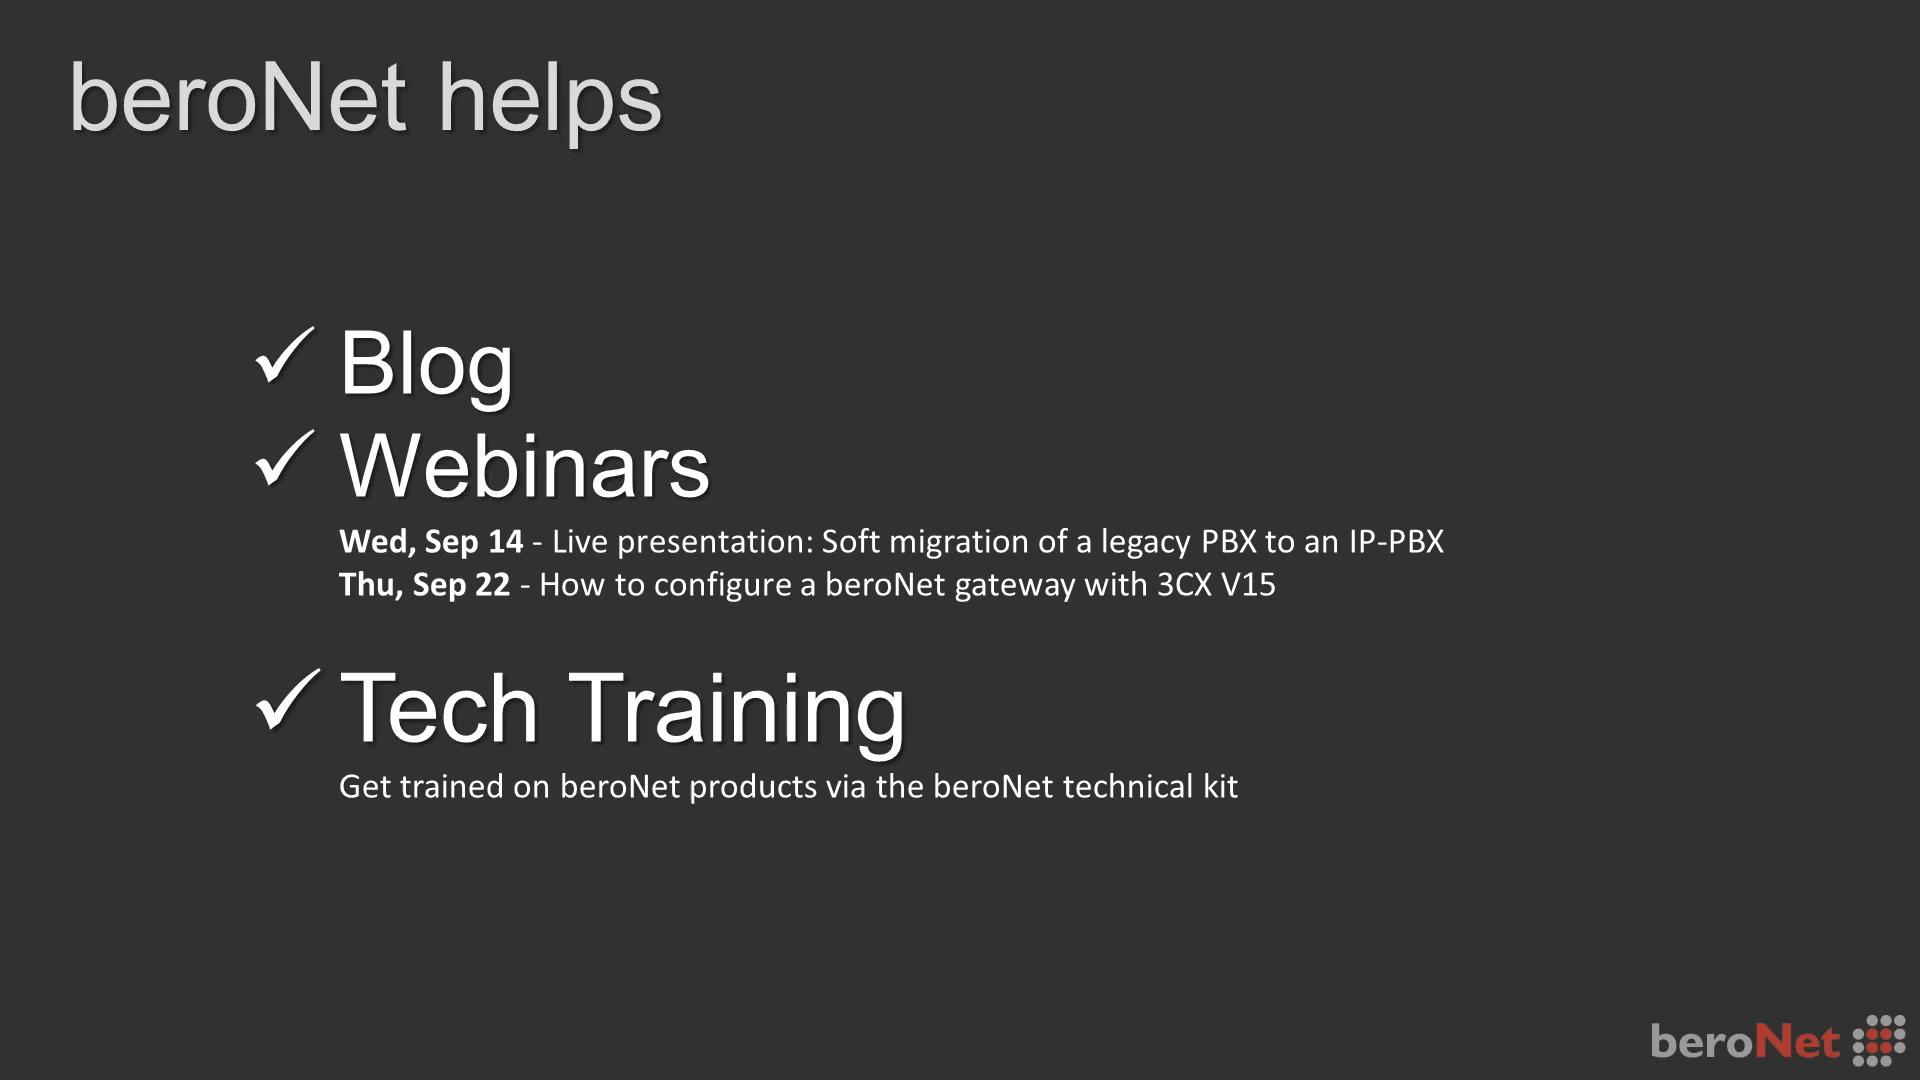 beroNet helps
✓ Blog
✓ Webinars
Wed, Sep 14 - Live presentation: Soft migration of a legacy PBX to an IP-PBX
Thu, Sep 22 - How to configure a beroNet gateway with 3CX V15
✓ Tech Training
Get trained on beroNet products via the beroNet technical kit
beroNet